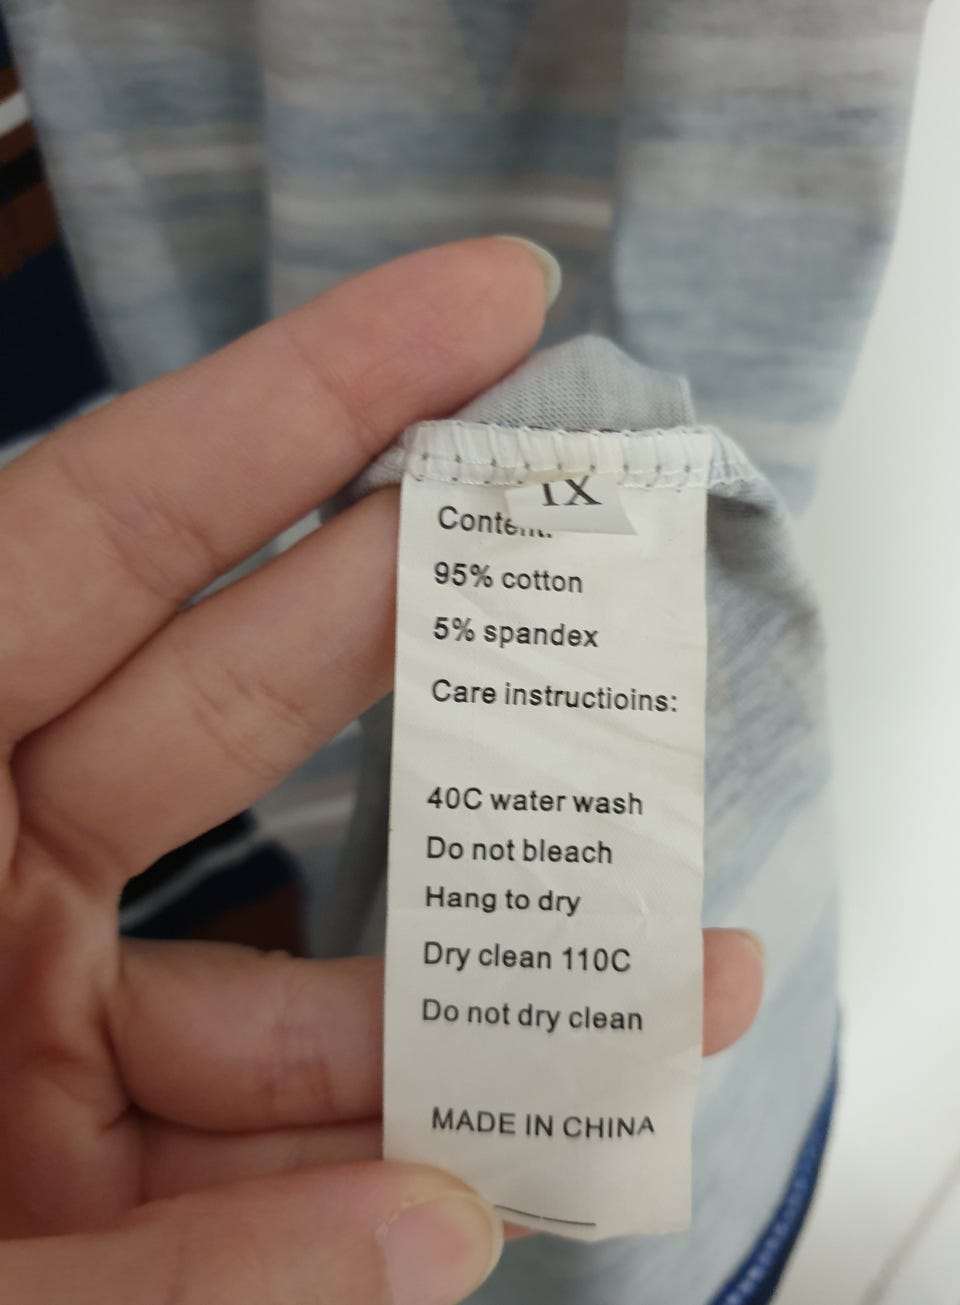 95% cotton
5% spandex
Care instructioins:
40C water wash
Do not bleach
Hang to dry
Dry clean 110C
Do not dry clean
MADE IN CHINA